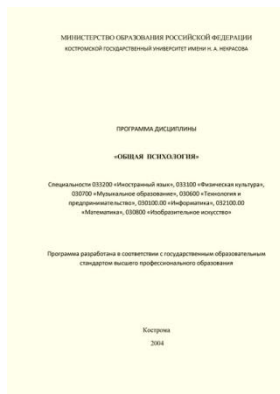 МИНИСТЕРСТВО ОБРАЗОВАНИЯ РОССИЙСКОЙ ФЕДЕРАЦИИ
КОСТРОМСКОЙ ГОСУДАРСТВЕННЫЙ УНИВЕРСИТЕТ ИМЕНИ Н. А. НЕКРАСОВА
ПРОГРАММА ДИСЦИПЛИНЫ
«ОБЩАЯ ПСИХОЛОГИЯ»
Специальности 033200 «Иностранный язык», 033100 «Физическая культура»,
030700 «Музыкальное образование», 030600 «Технология и
предпринимательство», 030100.00 «Информатика», 032100.00
«Математика», 030800 «Изобразительное искусство»
Программа разработана в соответствии с государственным образовательным
стандартом высшего профессионального образования
Кострома
2004